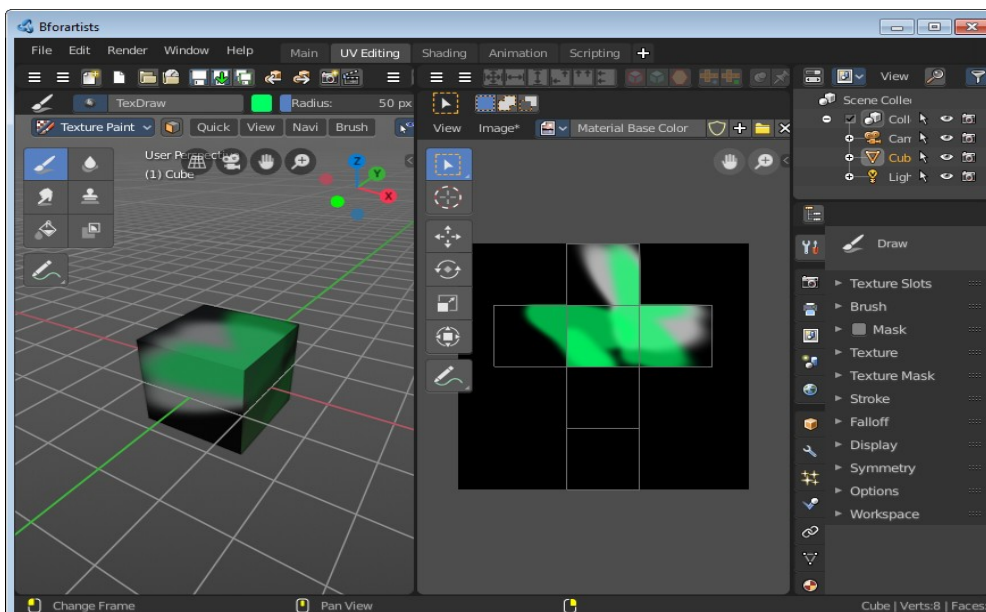 Bforartists
File Edit Render Window Help Main UV Editing Shading Animation Scripting +
View
TexDraw Radius: 50 px
Scene Collec
Texture Paint Quick View Navi Brush
View Image* Material Base Color
Coll
Cam
Cub
Ligh
User Perspective
(1) Cube
Z
Y
X
Draw
Texture Slots
Brush
Mask
Texture
Texture Mask
Stroke
Falloff
Display
Symmetry
Options
Workspace
Change Frame Pan View Cube | Verts:8 | Faces